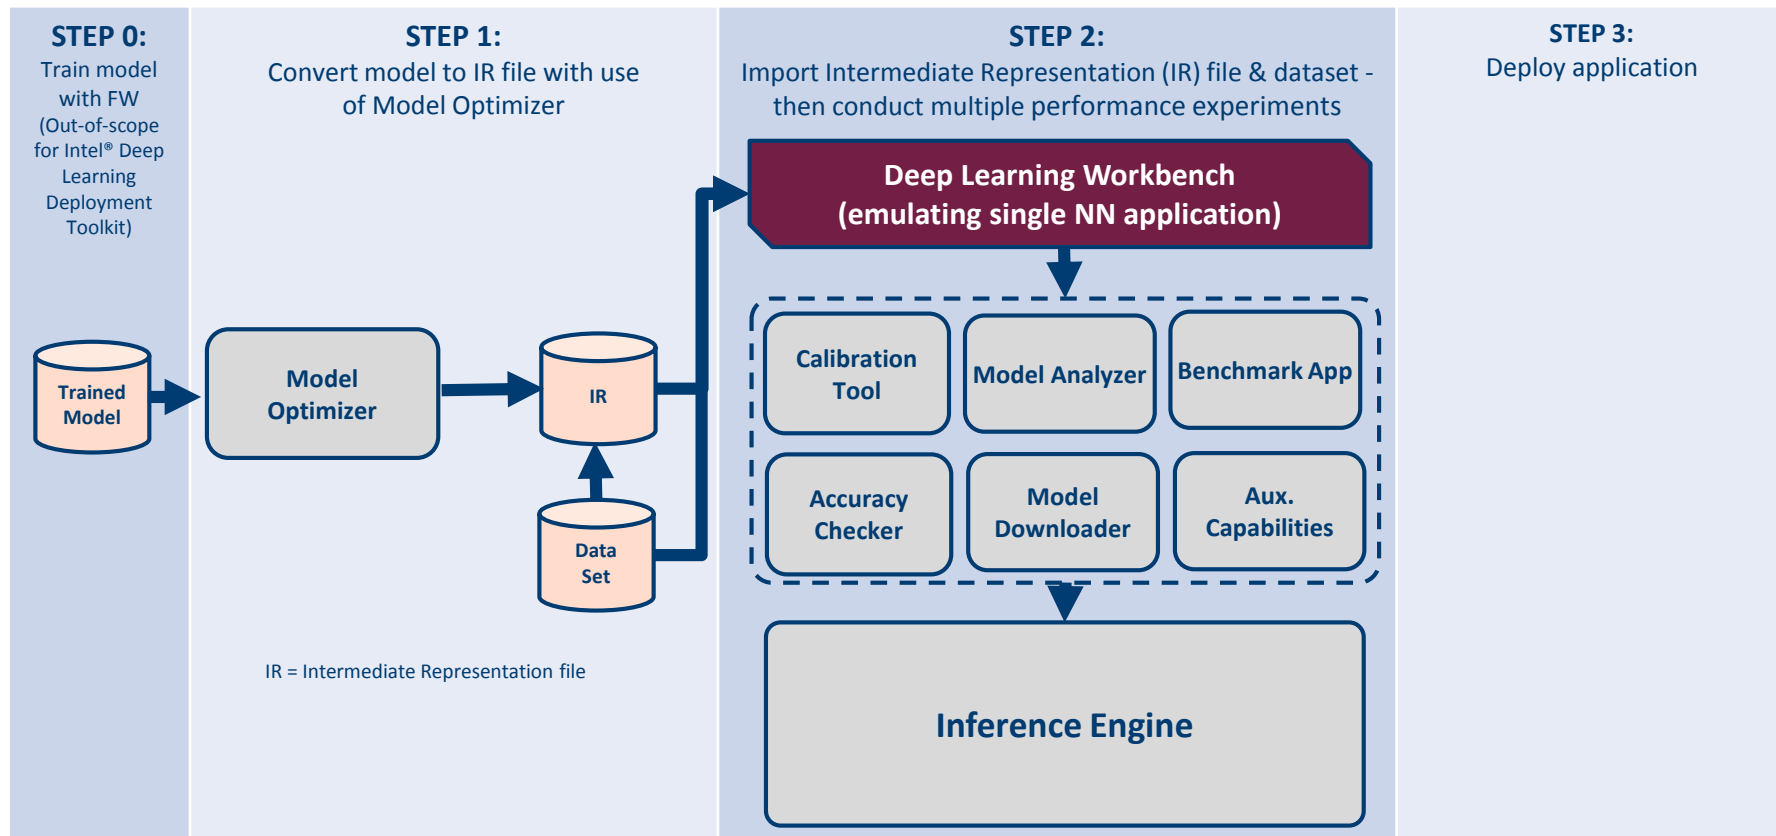 STEP 0:
Train model
with FW
(Out-of-scope
for Intel® Deep
Learning
Deployment
Toolkit)
Trained
Model
STEP 1:
Convert model to IR file with use
of Model Optimizer
Model
Optimizer
IR
Data
Set
IR = Intermediate Representation file
STEP 2:
Import Intermediate Representation (IR) file & dataset -
then conduct multiple performance experiments
Deep Learning Workbench
(emulating single NN application)
Calibration
Tool
Model Analyzer
Benchmark App
Accuracy
Checker
Model
Downloader
Aux.
Capabilities
Inference Engine
STEP 3:
Deploy application